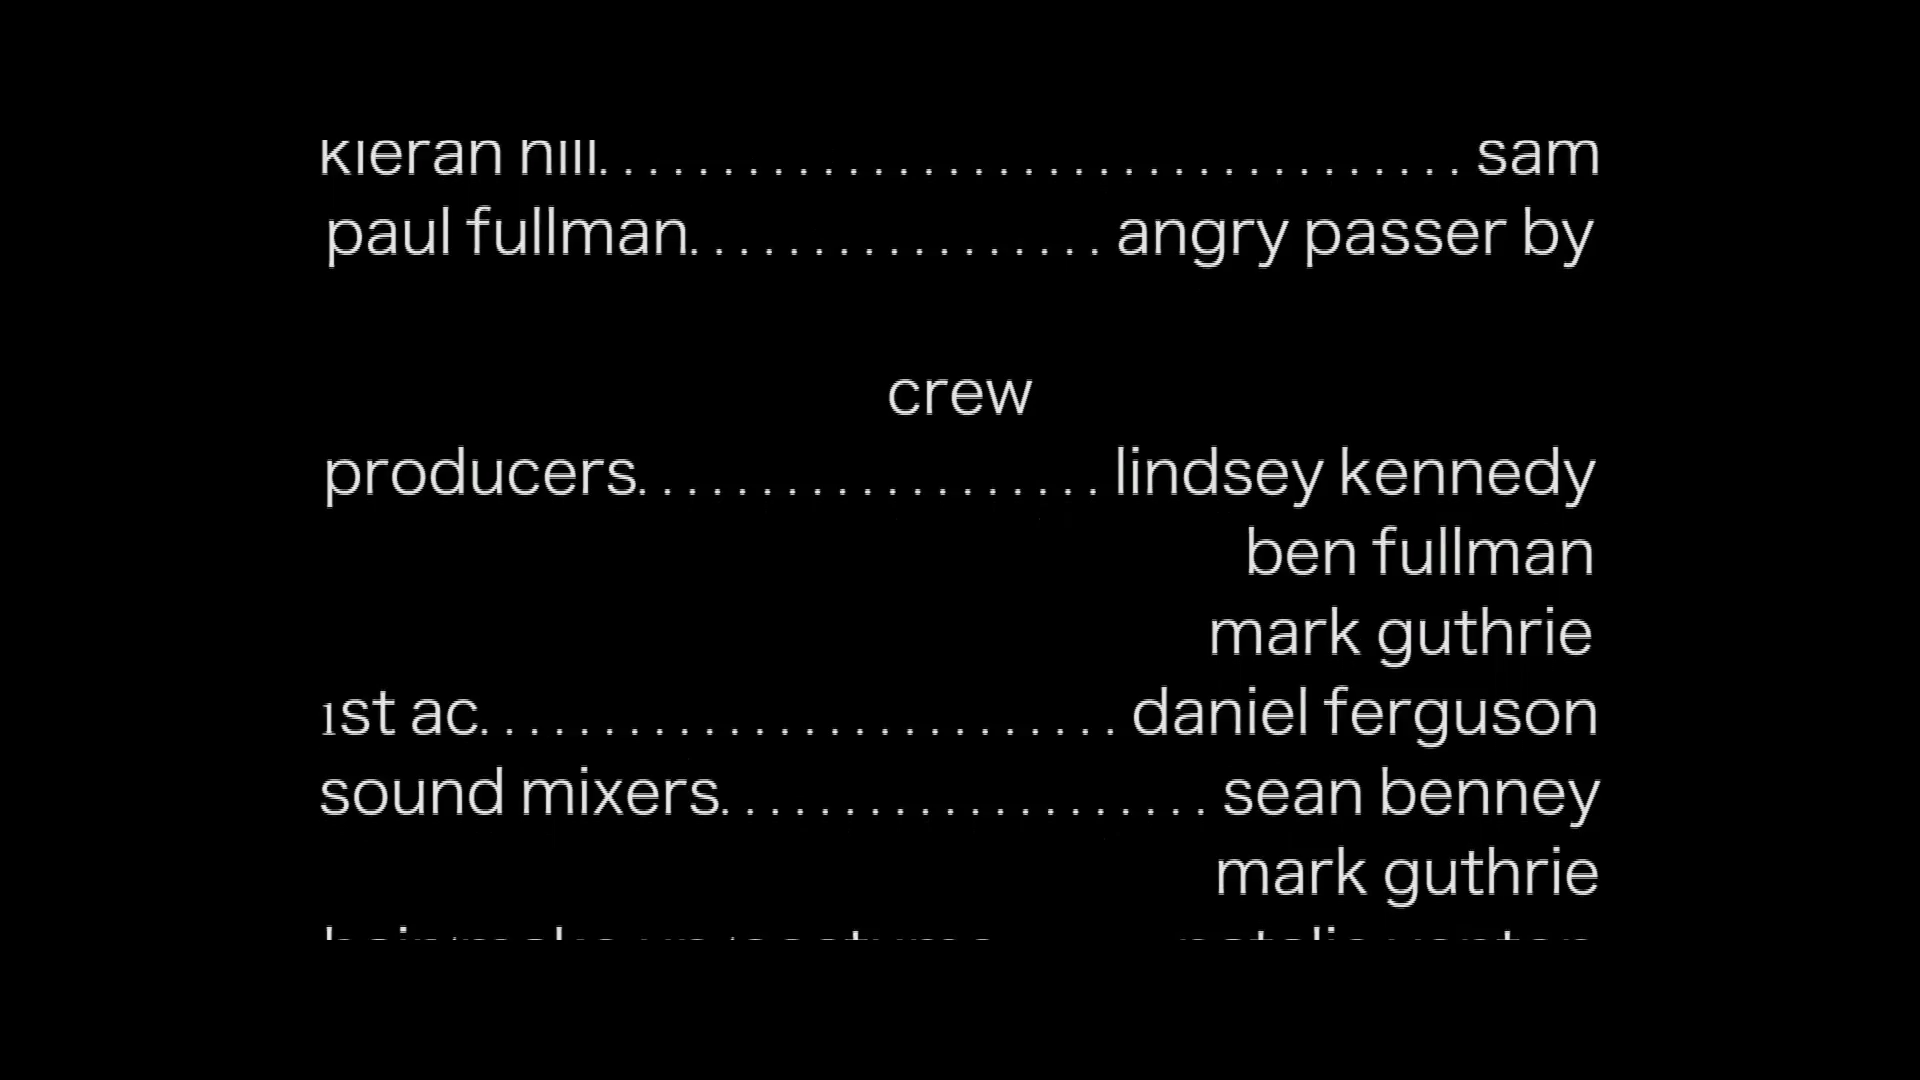 kieran hill. . . . . . . . . . . . . . . . . . . . . . . . . . . . . . . . . . . sam
paul fullman. . . . . . . . . . . . . . . . . angry passer by
crew
producers. . . . . . . . . . . . . . . . . . . lindsey kennedy
ben fullman
mark guthrie
1st ac. . . . . . . . . . . . . . . . . . . . . . . . . . daniel ferguson
sound mixers. . . . . . . . . . . . . . . . . . . . sean benney
mark guthrie